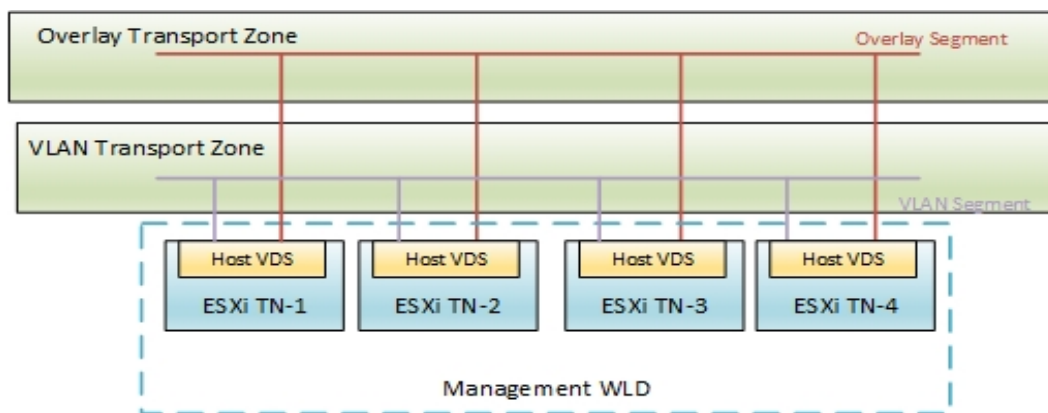 Overlay Transport Zone
Overlay Segment
VLAN Transport Zone
VLAN Segment
Host VDS
Host VDS
Host VDS
Host VDS
ESXi TN-1
ESXi TN-2
ESXi TN-3
ESXi TN-4
Management WLD